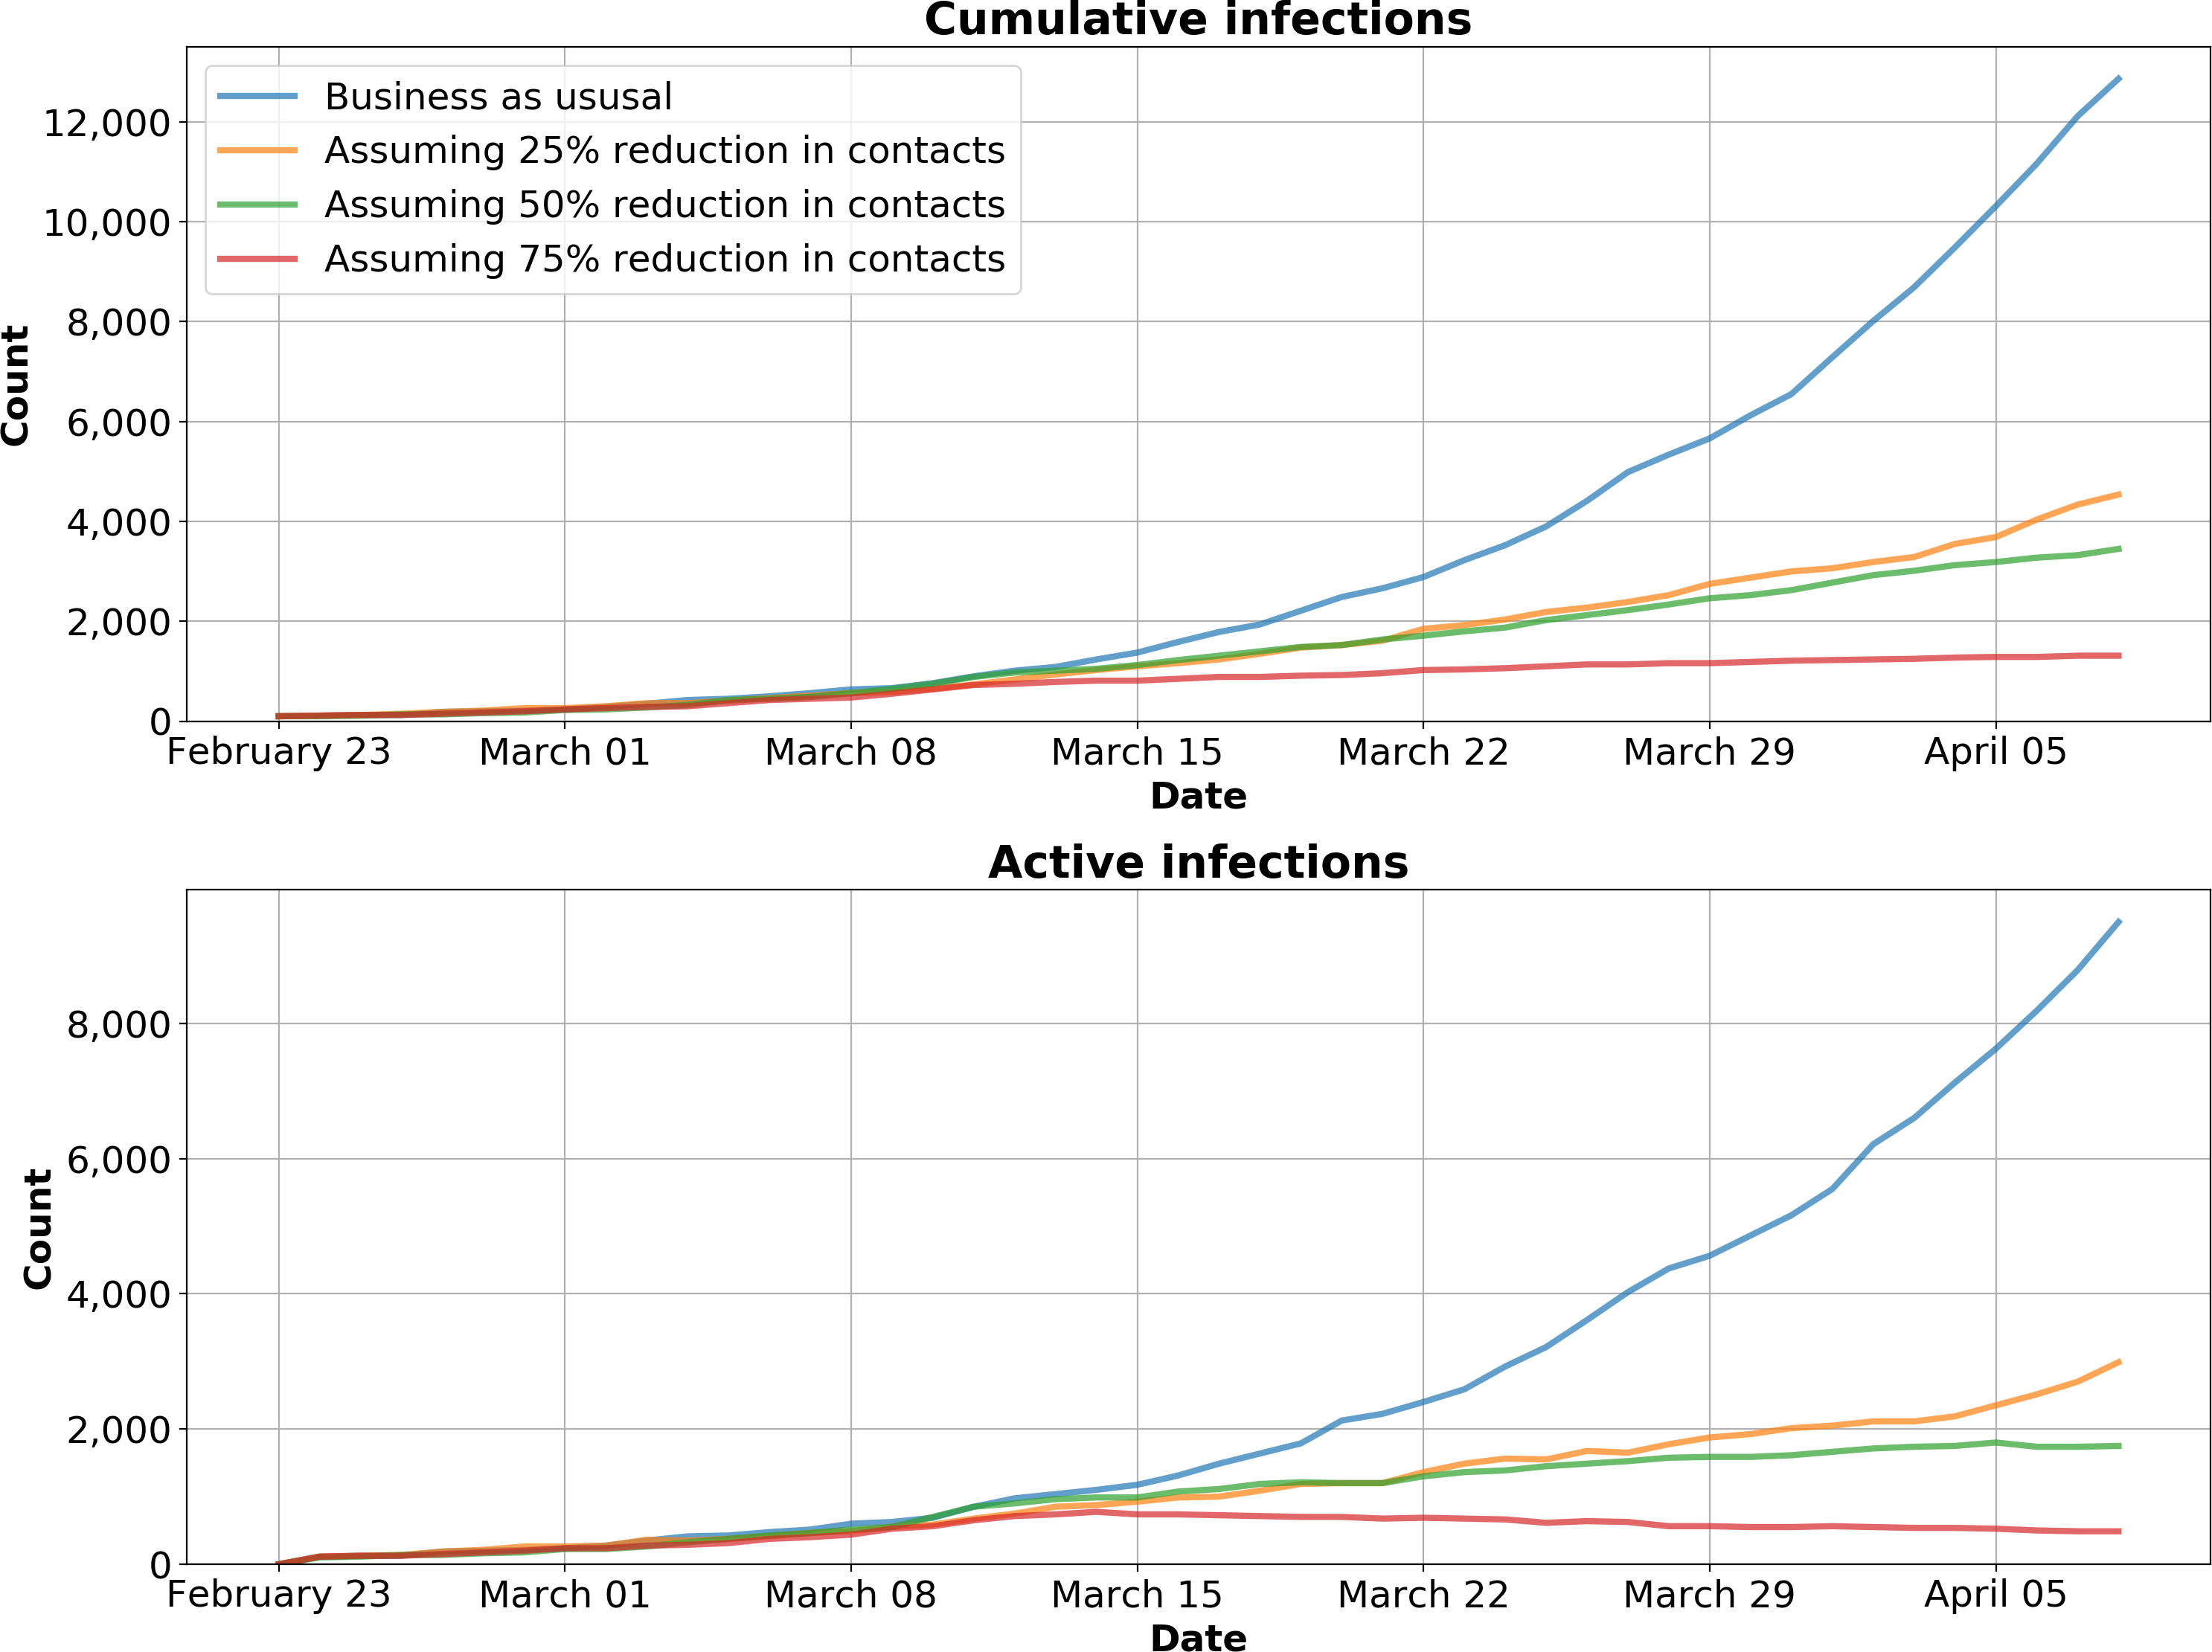 Cumulative infections
Business as ususal
Assuming 25% reduction in contacts
Assuming 50% reduction in contacts
Assuming 75% reduction in contacts
12,000
10,000
8,000
6,000
4,000
2,000
0
Count
February 23 March 01 March 08 March 15 March 22 March 29 April 05
Date
Active infections
8,000
6,000
4,000
2,000
0
Count
February 23 March 01 March 08 March 15 March 22 March 29 April 05
Date